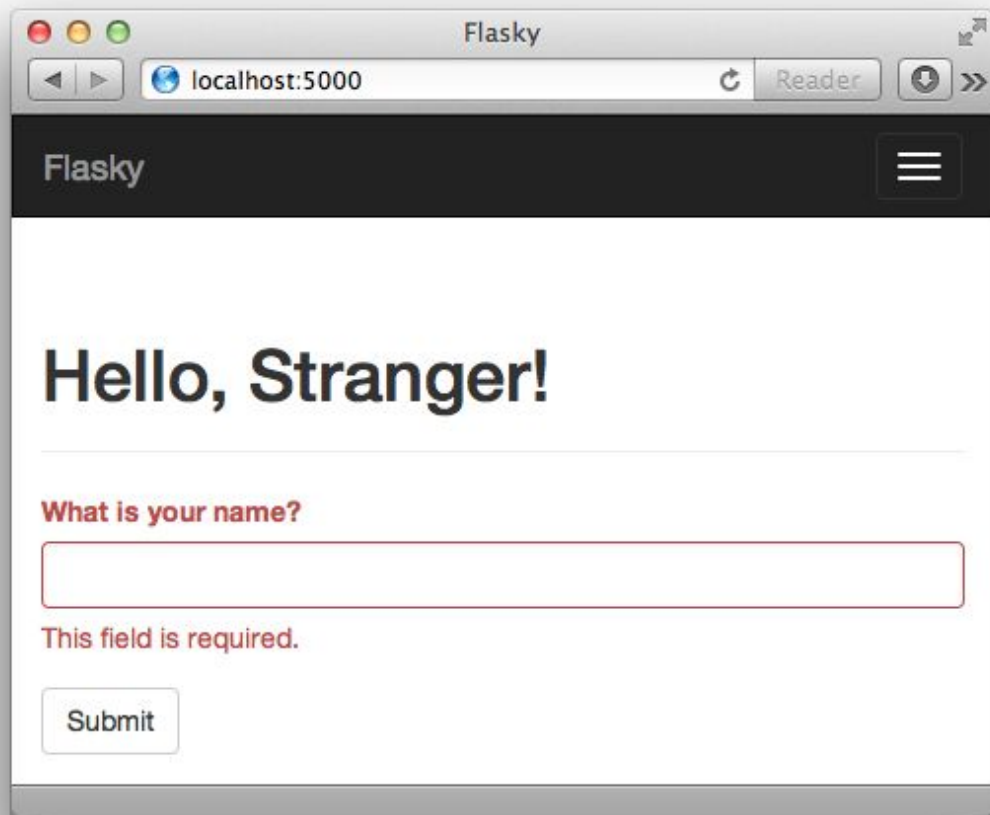 Flasky
localhost:5000 Reader
Flasky
Hello, Stranger!
What is your name?
This field is required.
Submit